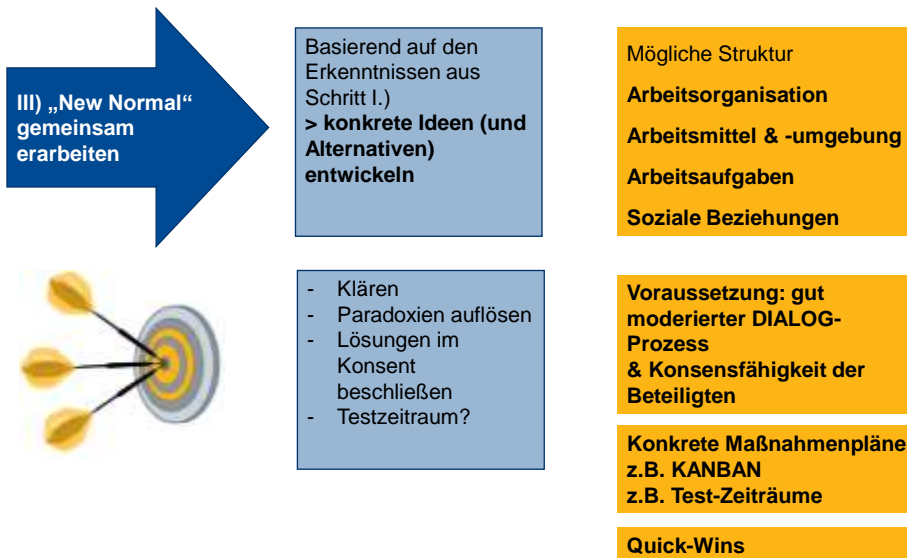 III) „New Normal“
gemeinsam
erarbeiten
Basierend auf den
Erkenntnissen aus
Schritt I.)
> konkrete Ideen (und
Alternativen)
entwickeln
Mögliche Struktur
Arbeitsorganisation
Arbeitsmittel & -umgebung
Arbeitsaufgaben
Soziale Beziehungen
- Klären
- Paradoxien auflösen
- Lösungen im
Konsent
beschließen
- Testzeitraum?
Voraussetzung: gut
moderierter DIALOG-
Prozess
& Konsensfähigkeit der
Beteiligten
Konkrete Maßnahmenpläne
z.B. KANBAN
z.B. Test-Zeiträume
Quick-Wins